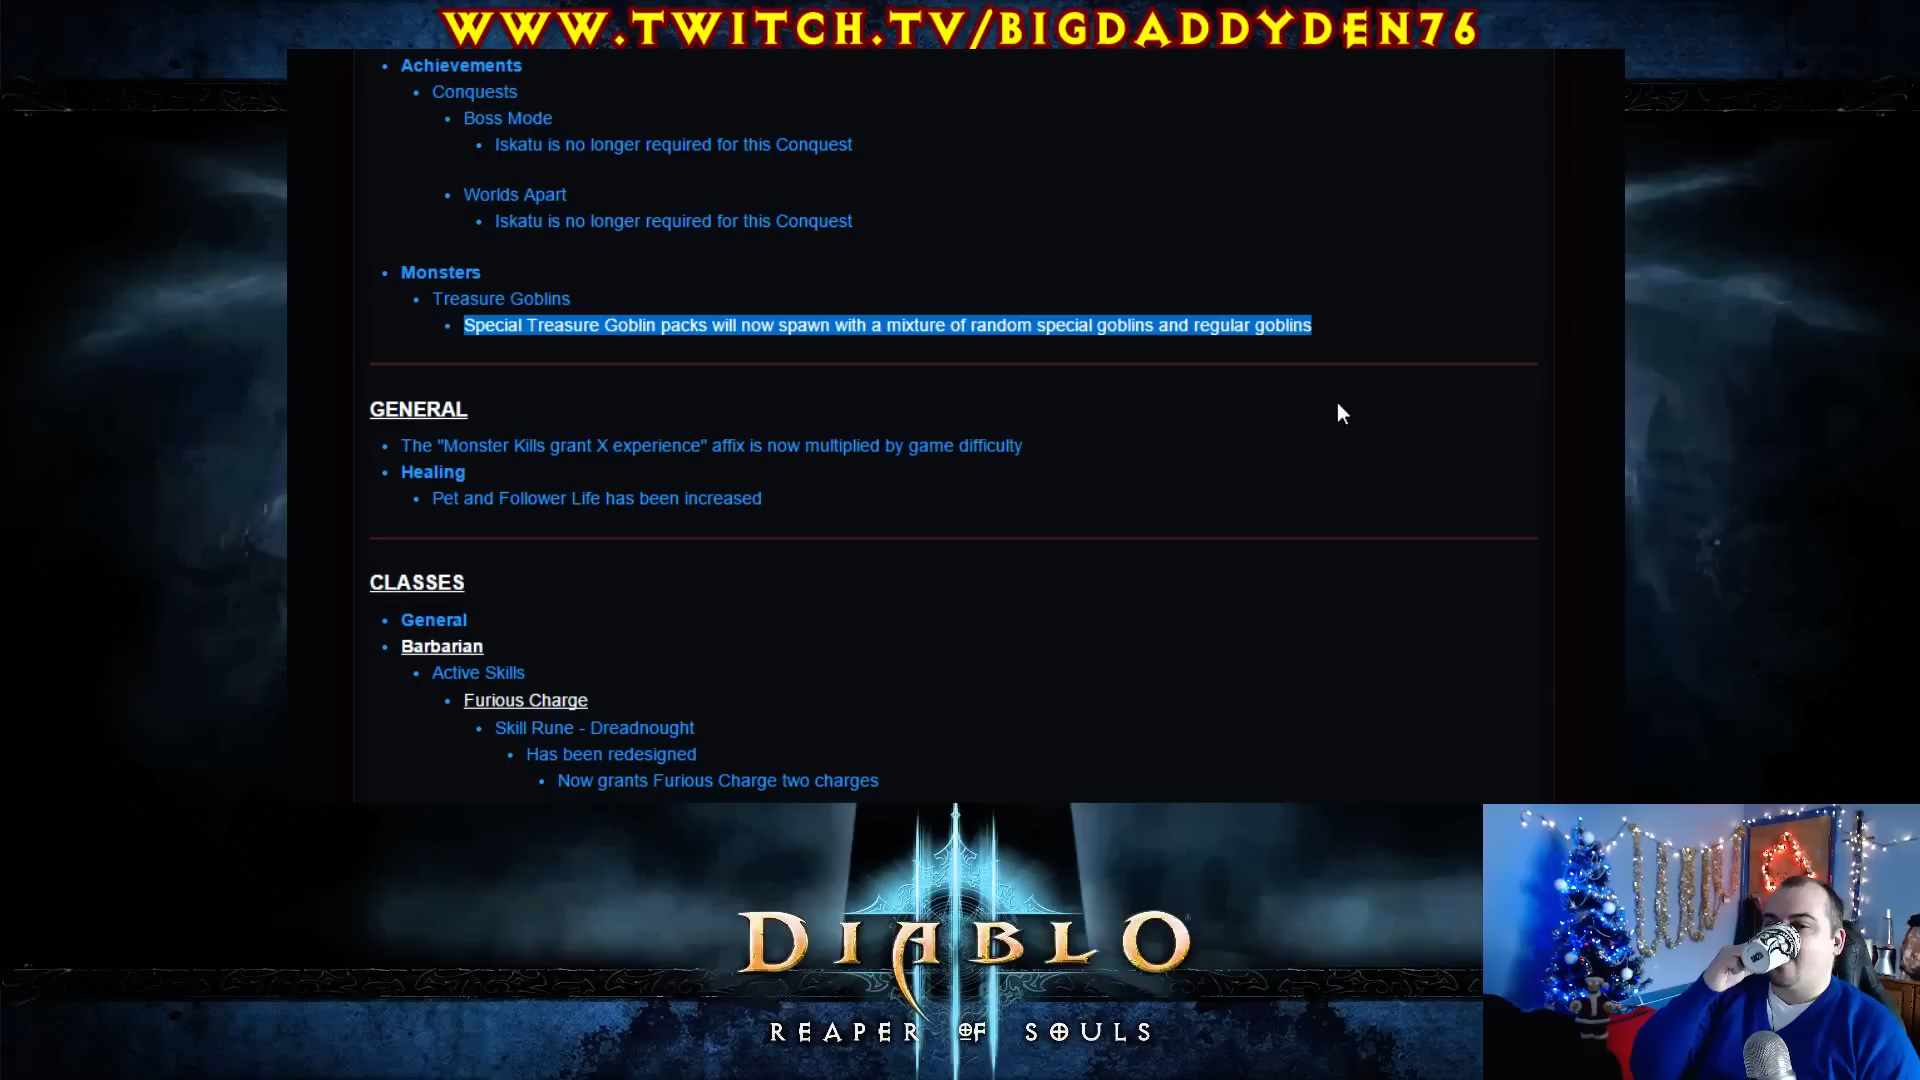 WWW.TWITCH.TV/BIGDADDYDEN76
Achievements
Conquests
Boss Mode
Iskatu is no longer required for this Conquest
Worlds Apart
Iskatu is no longer required for this Conquest
Monsters
Treasure Goblins
Special Treasure Goblin packs will now spawn with a mixture of random special goblins and regular goblins
GENERAL
The "Monster Kills grant X experience" affix is now multiplied by game difficulty
Healing
Pet and Follower Life has been increased
CLASSES
General
Barbarian
Active Skills
Furious Charge
Skill Rune - Dreadnought
Has been redesigned
Now grants Furious Charge two charges
DIABLO
REAPER OF SOULS